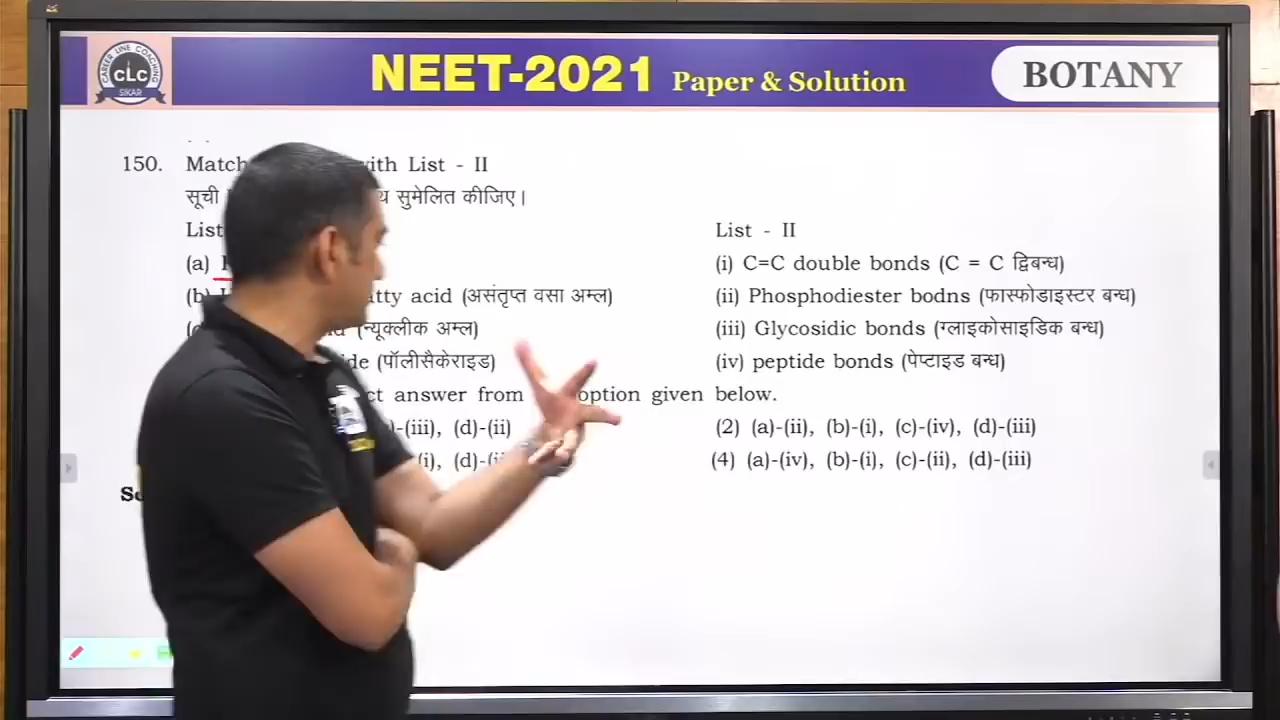 CAREER LINE COACHING
CLC
SIKAR
NEET-2021 Paper & Solution
BOTANY
150. Match with List - II
सूची सुमेलित कीजिए।
List
List - II
(a)
(i) C=C double bonds (C = C द्विबन्ध)
(b) atty acid (असंतृप्त वसा अम्ल)
(ii) Phosphodiester bodns (फास्फोडाइस्टर बन्ध)
(न्यूक्लीक अम्ल)
(iii) Glycosidic bonds (ग्लाइकोसाइडिक बन्ध)
ide (पॉलीसैकेराइड)
(iv) peptide bonds (पेप्टाइड बन्ध)
ct answer from option given below.
-(iii), (d)-(ii)
(2) (a)-(ii), (b)-(i), (c)-(iv), (d)-(iii)
(i), (d)-
(4) (a)-(iv), (b)-(i), (c)-(ii), (d)-(iii)